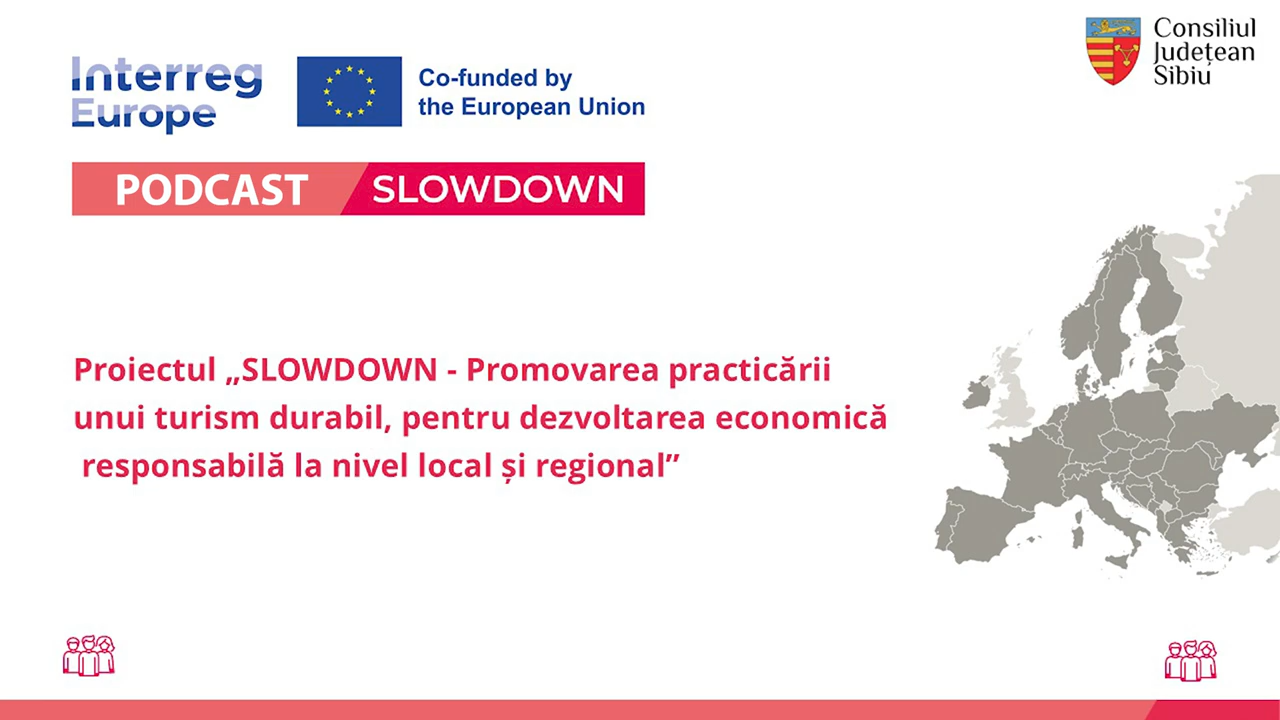 Interreg
Europe
Co-funded by
the European Union
Consiliul
Județean
Sibiu
PODCAST SLOWDOWN
Proiectul „SLOWDOWN - Promovarea practicării
unui turism durabil, pentru dezvoltarea economică
responsabilă la nivel local și regional”